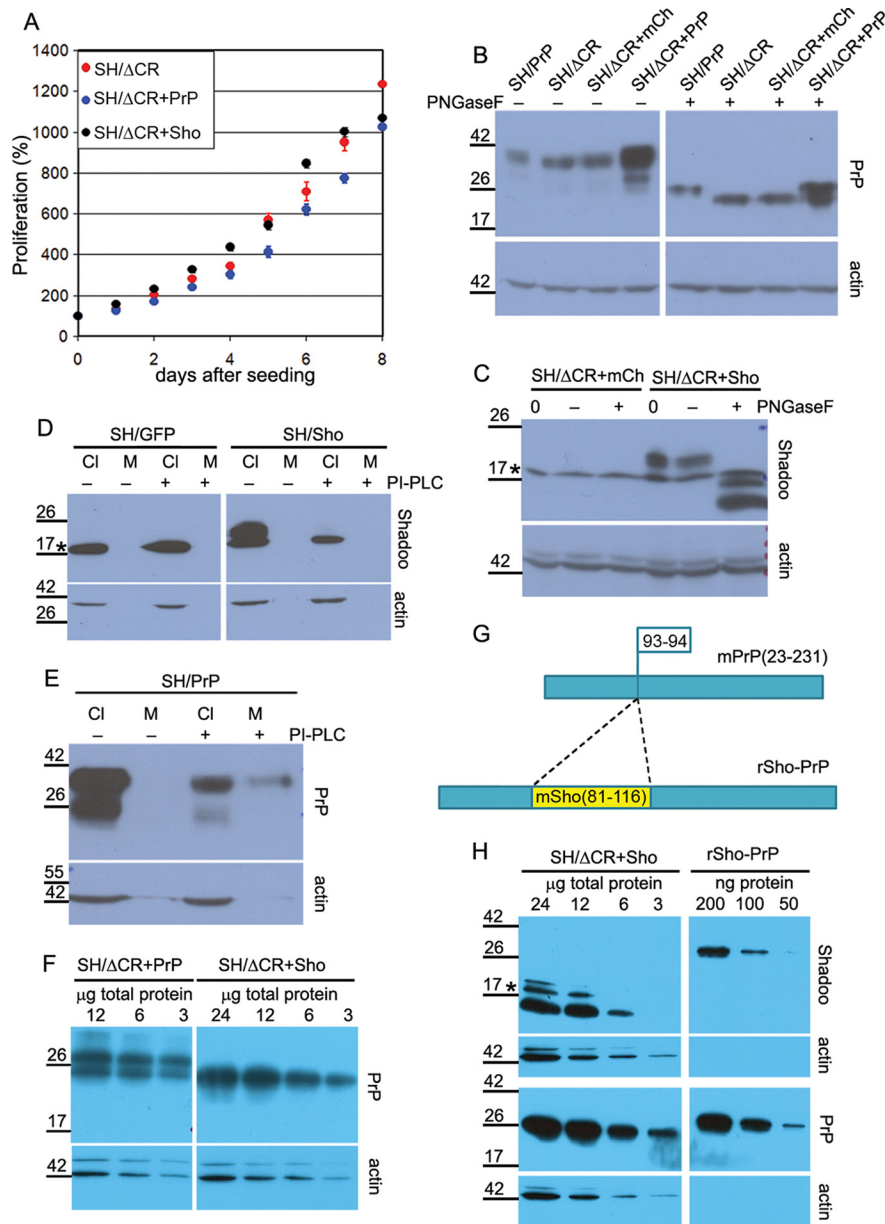 A
1400
1200
1000
800
600
400
200
0
Proliferation (%)
SH/ΔCR
SH/ΔCR+PrP
SH/ΔCR+Sho
0 2 4 6 8
days after seeding
B
SH/PrP SH/ΔCR SH/ΔCR+mCh SH/ΔCR+PrP SH/PrP SH/ΔCR SH/ΔCR+mCh SH/ΔCR+PrP
PNGaseF – – – – + + + +
42
26
17
PrP
42
actin
C
SH/ΔCR+mCh SH/ΔCR+Sho
0 – + 0 – + PNGaseF
26
17 *
Shadoo
42
actin
D
SH/GFP SH/Sho
Cl M Cl M Cl M Cl M
– – + + – – + + PI-PLC
26
17 *
Shadoo
42
26
actin
E
SH/PrP
Cl M Cl M
– – + + PI-PLC
42
26
PrP
55
42
actin
F
SH/ΔCR+PrP SH/ΔCR+Sho
µg total protein µg total protein
12 6 3 24 12 6 3
26
17
PrP
42
actin
G
93-94
mPrP(23-231)
rSho-PrP
mSho(81-116)
H
SH/ΔCR+Sho rSho-PrP
µg total protein ng protein
24 12 6 3 200 100 50
42
26
17 *
Shadoo
42
actin
42
26
17
PrP
42
actin